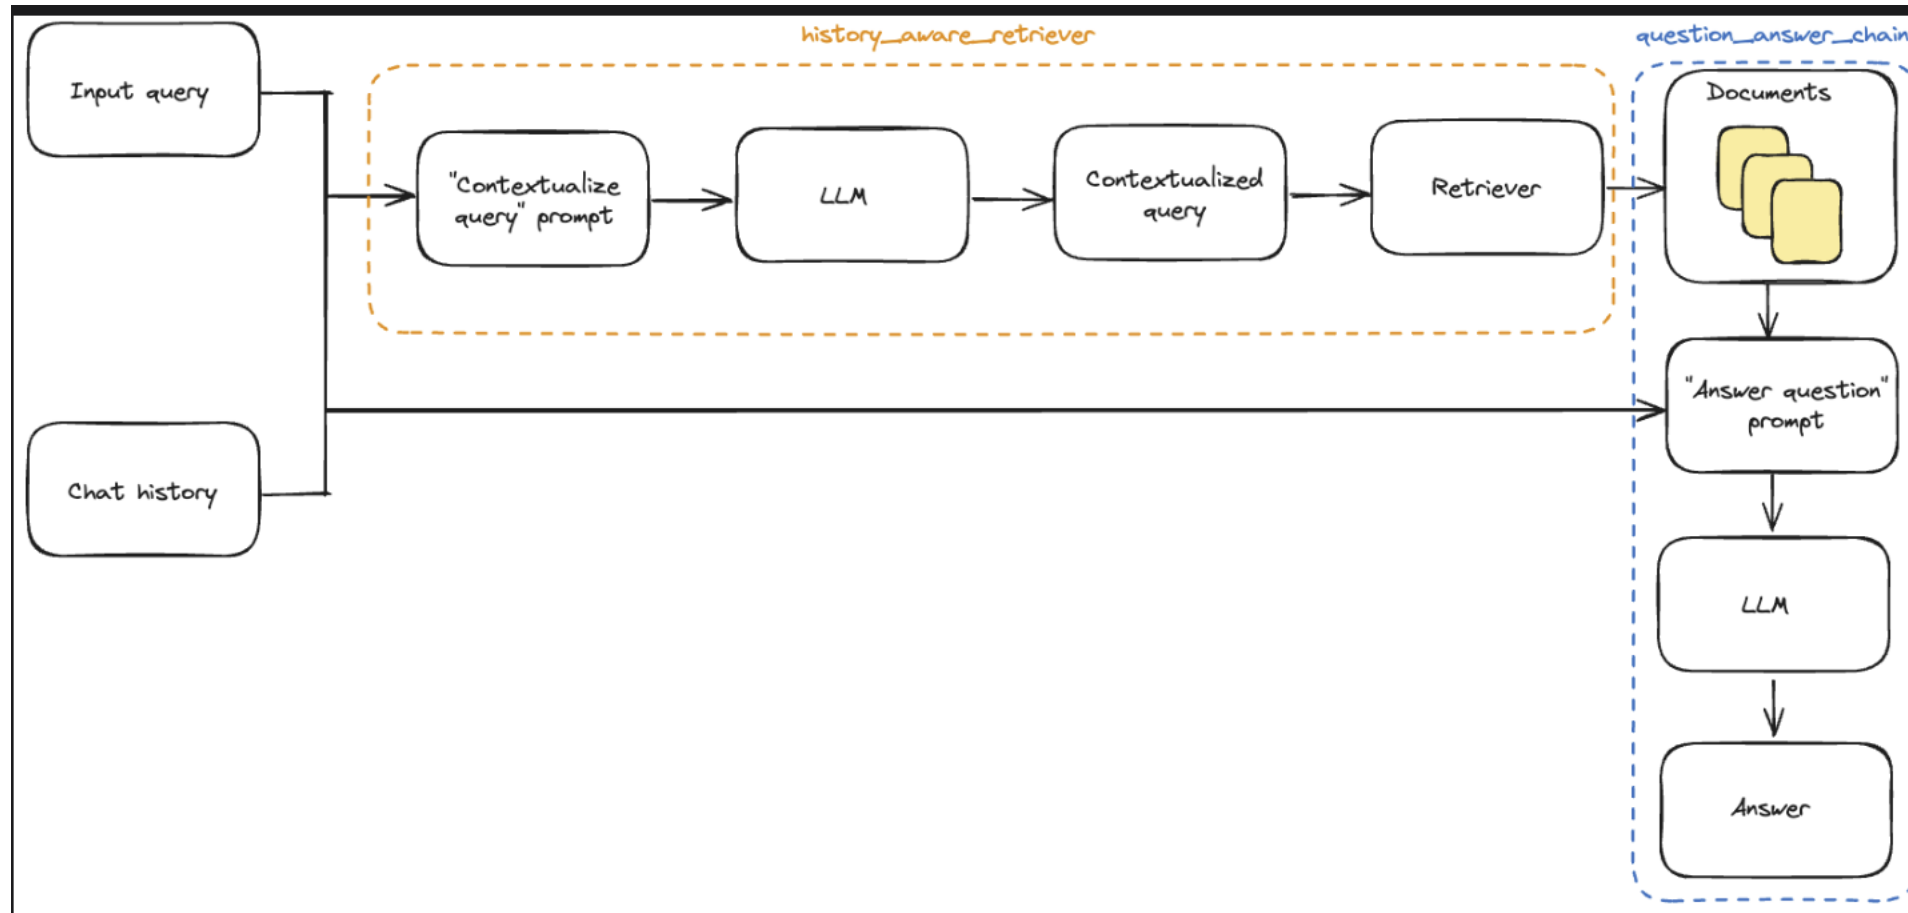 history_aware_retriever
question_answer_chain
Input query
"Contextualize
query" prompt
LLM
Contextualized
query
Retriever
Documents
"Answer question"
prompt
Chat history
LLM
Answer